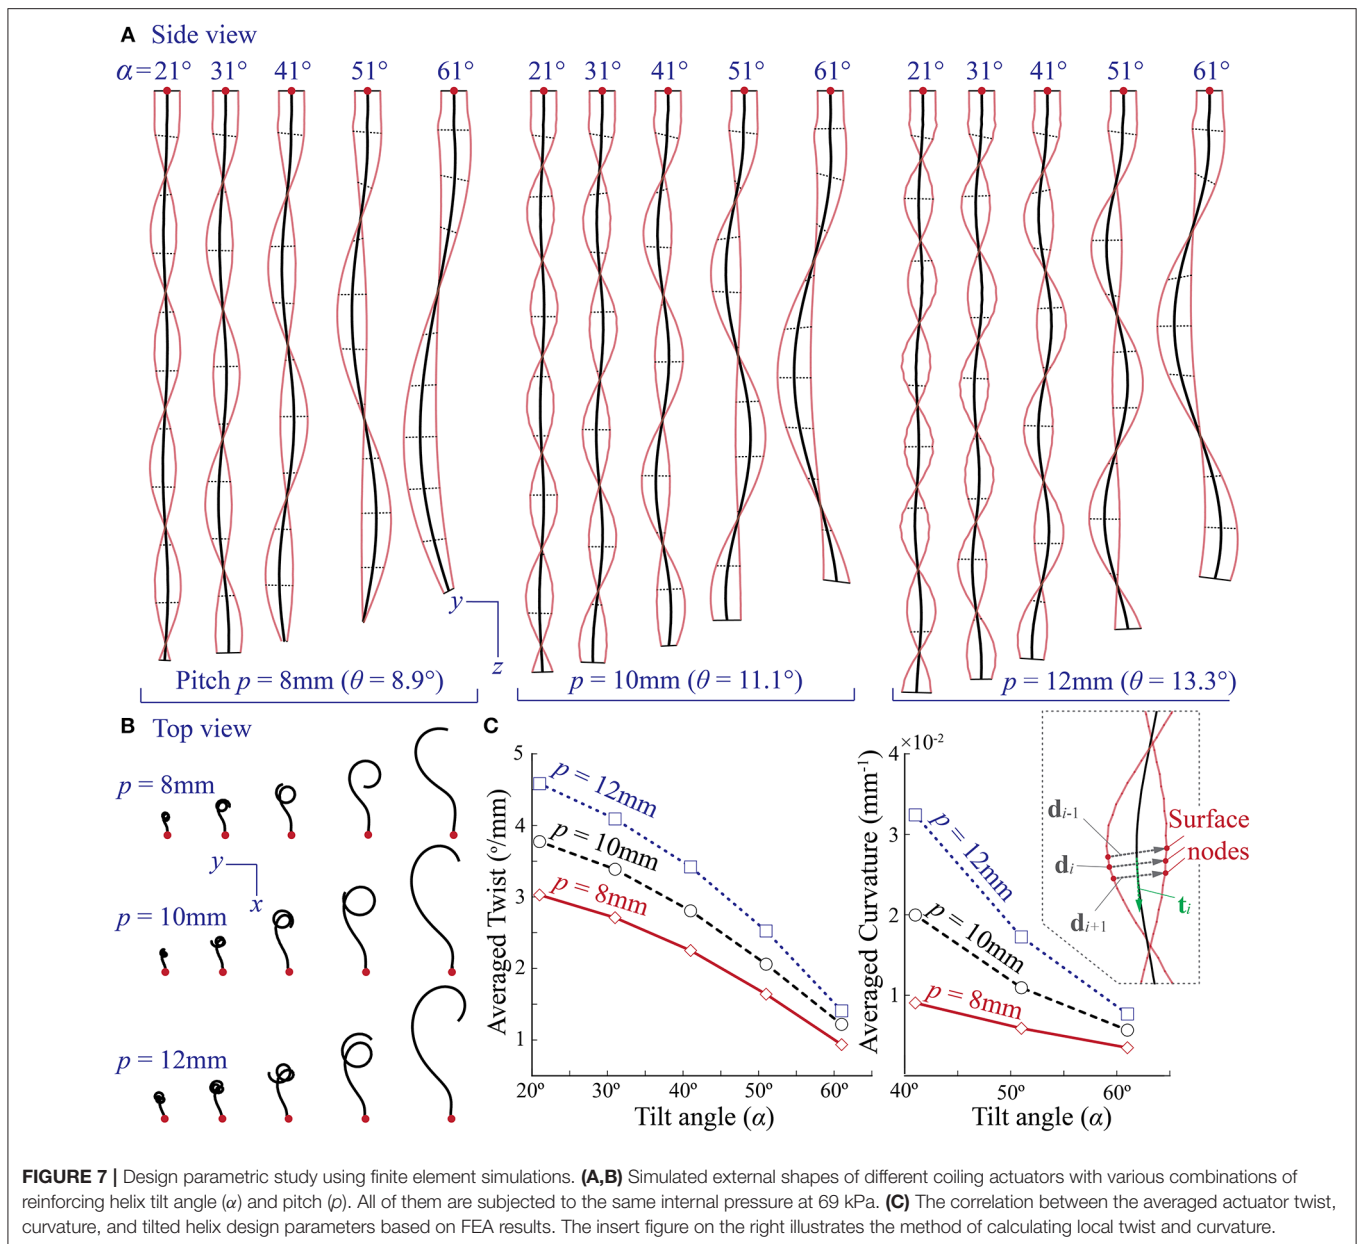 A Side view
α=21° 31° 41° 51° 61° 21° 31° 41° 51° 61° 21° 31° 41° 51° 61°
y
z
Pitch p = 8mm (θ = 8.9°) p = 10mm (θ = 11.1°) p = 12mm (θ = 13.3°)
B Top view
p = 8mm
y
x
p = 10mm
p = 12mm
C
Averaged Twist (°/mm)
5
4
3
2
1
p = 12mm
p = 10mm
p = 8mm
20° 30° 40° 50° 60°
Tilt angle (α)
Averaged Curvature (mm⁻¹)
×10⁻²
4
3
2
1
p = 12mm
p = 10mm
p = 8mm
40° 50° 60°
Tilt angle (α)
dᵢ₋₁
dᵢ
dᵢ₊₁
Surface
nodes
tᵢ
FIGURE 7 | Design parametric study using finite element simulations. (A,B) Simulated external shapes of different coiling actuators with various combinations of
reinforcing helix tilt angle (α) and pitch (p). All of them are subjected to the same internal pressure at 69 kPa. (C) The correlation between the averaged actuator twist,
curvature, and tilted helix design parameters based on FEA results. The insert figure on the right illustrates the method of calculating local twist and curvature.